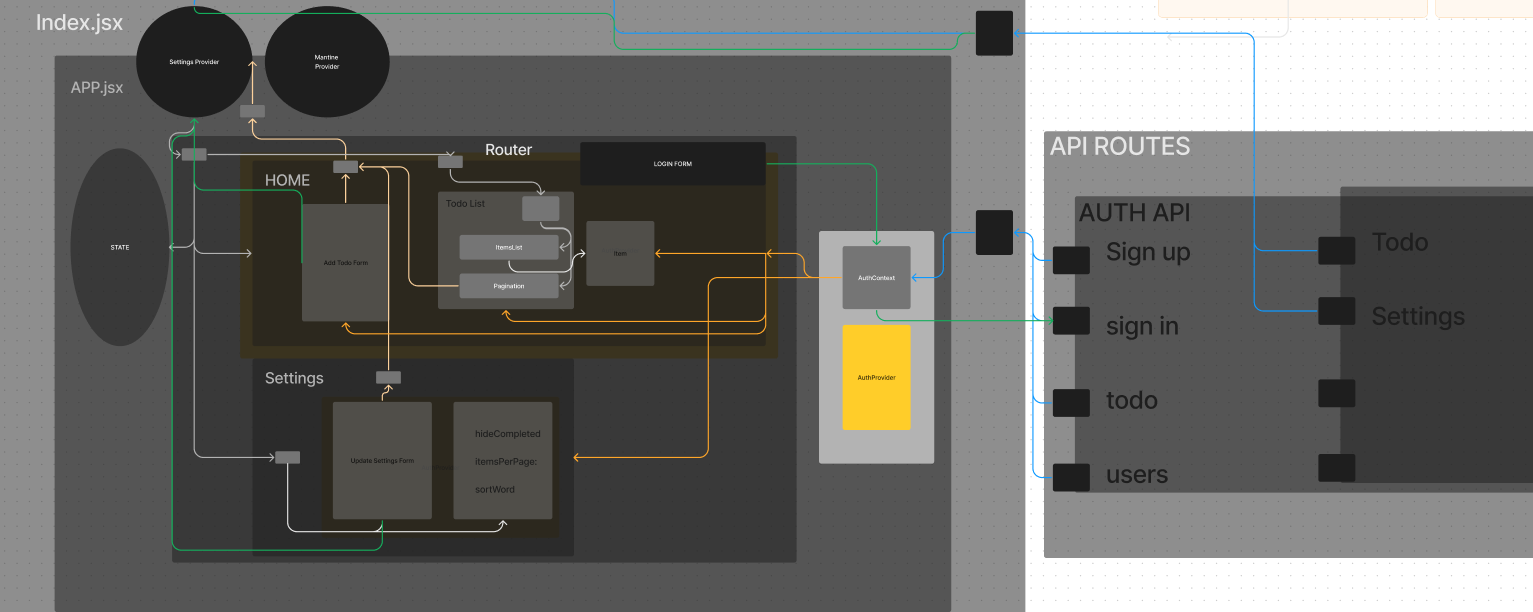 Index.jsx
Settings Provider
Mantine
Provider
APP.jsx
Router
LOGIN FORM
HOME
Todo List
STATE
ItemsList
Item
Add Todo Form
Pagination
AuthContext
AuthProvider
Settings
hideCompleted
Update Settings Form
itemsPerPage:
sortWord
API ROUTES
AUTH API
Sign up
sign in
todo
users
Todo
Settings